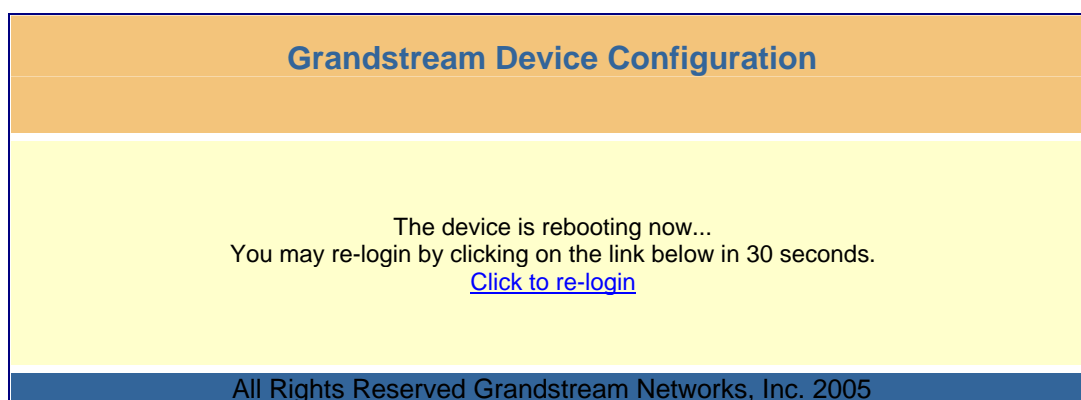 Grandstream Device Configuration
The device is rebooting now...
You may re-login by clicking on the link below in 30 seconds.
Click to re-login
All Rights Reserved Grandstream Networks, Inc. 2005